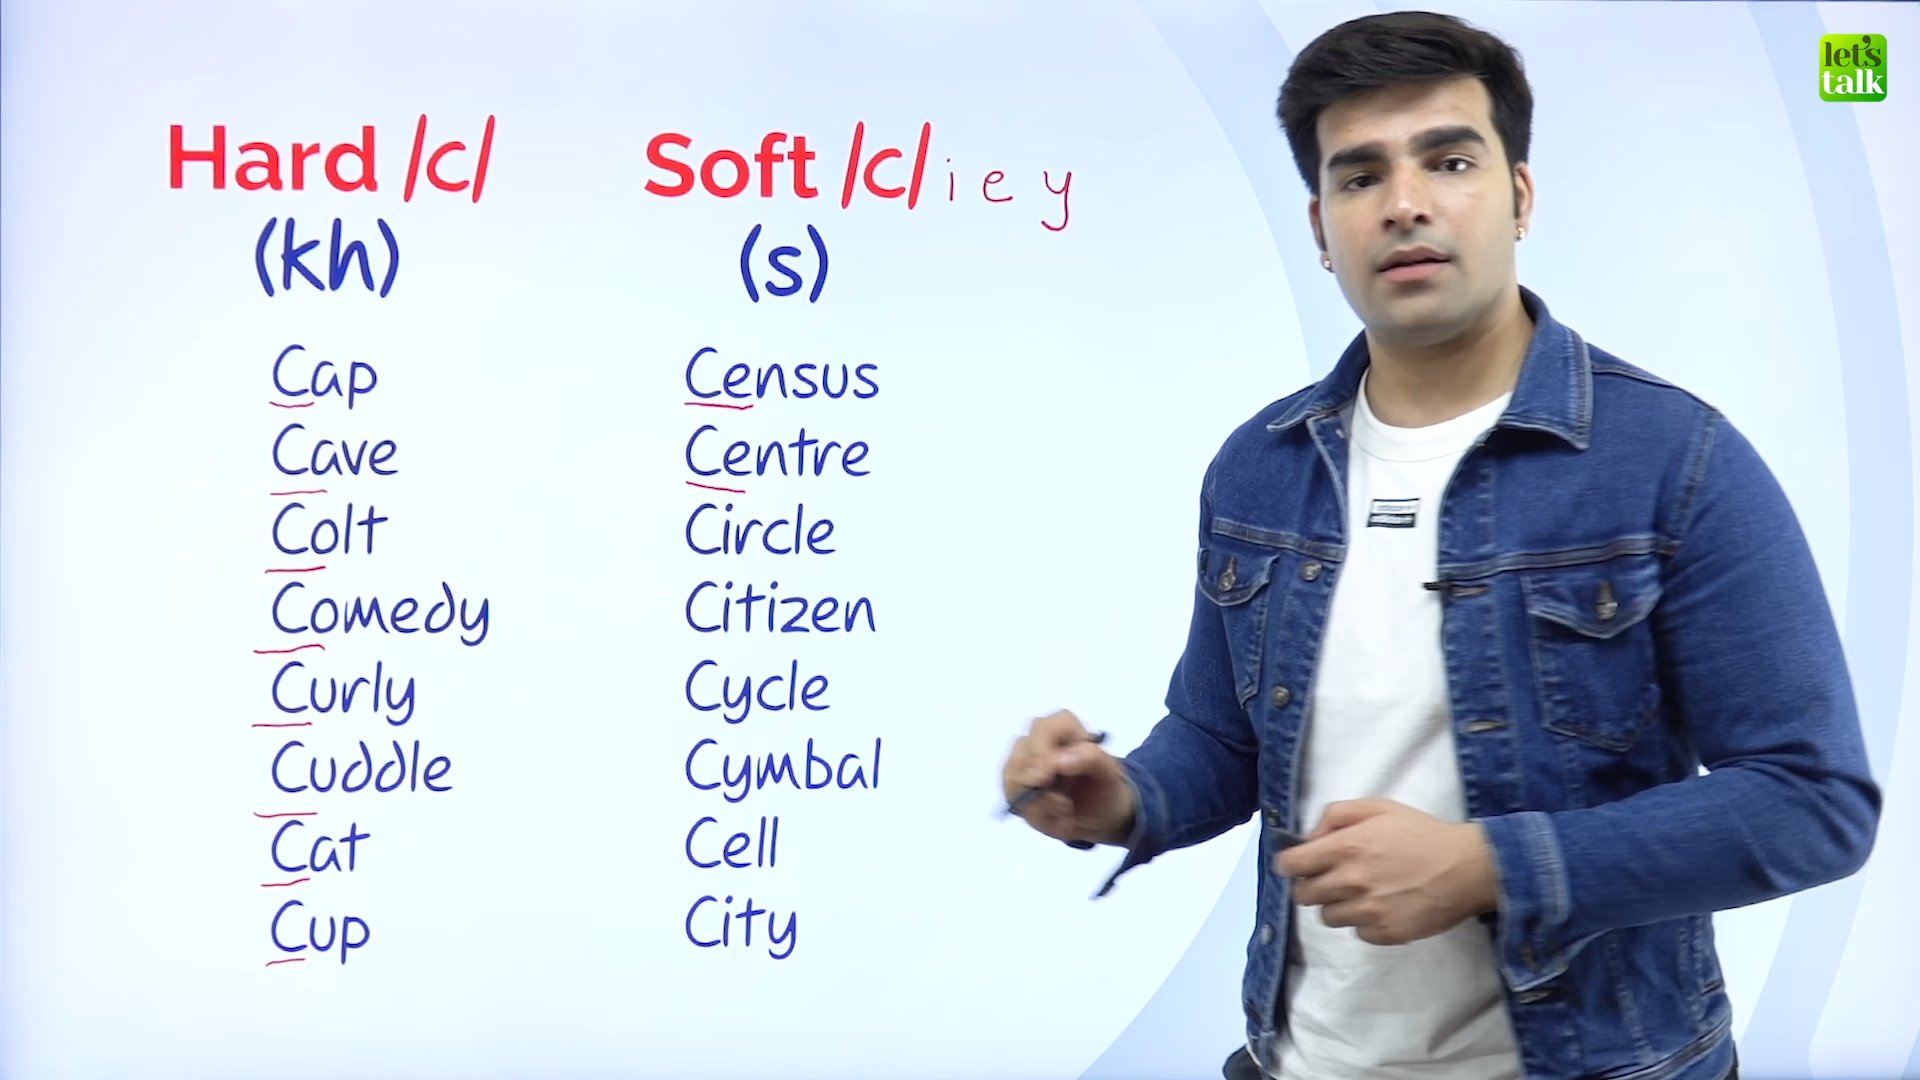 let's
talk
Hard /c/
(kh)
Cap
Cave
Colt
Comedy
Curly
Cuddle
Cat
Cup
Soft /c/ i e y
(s)
Census
Centre
Circle
Citizen
Cycle
Cymbal
Cell
City